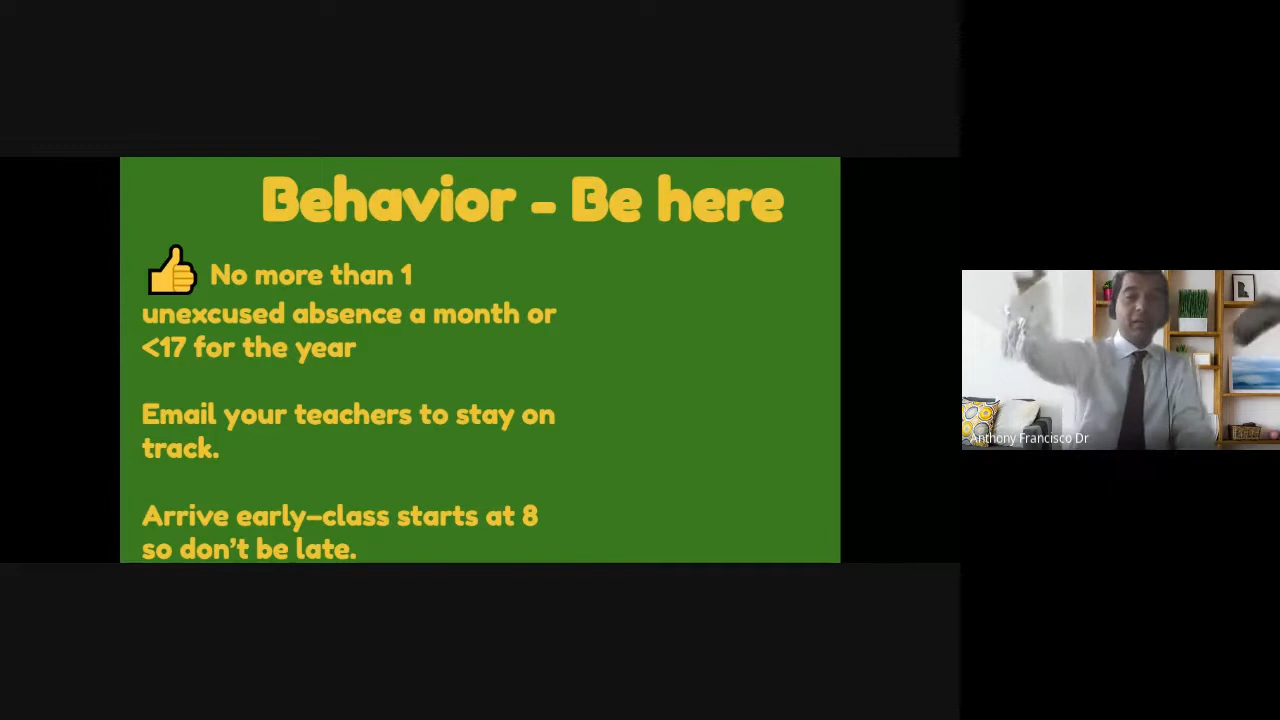 Behavior - Be here
No more than 1
unexcused absence a month or
<17 for the year
Email your teachers to stay on
track.
Arrive early–class starts at 8
so don’t be late.
Anthony Francisco Dr